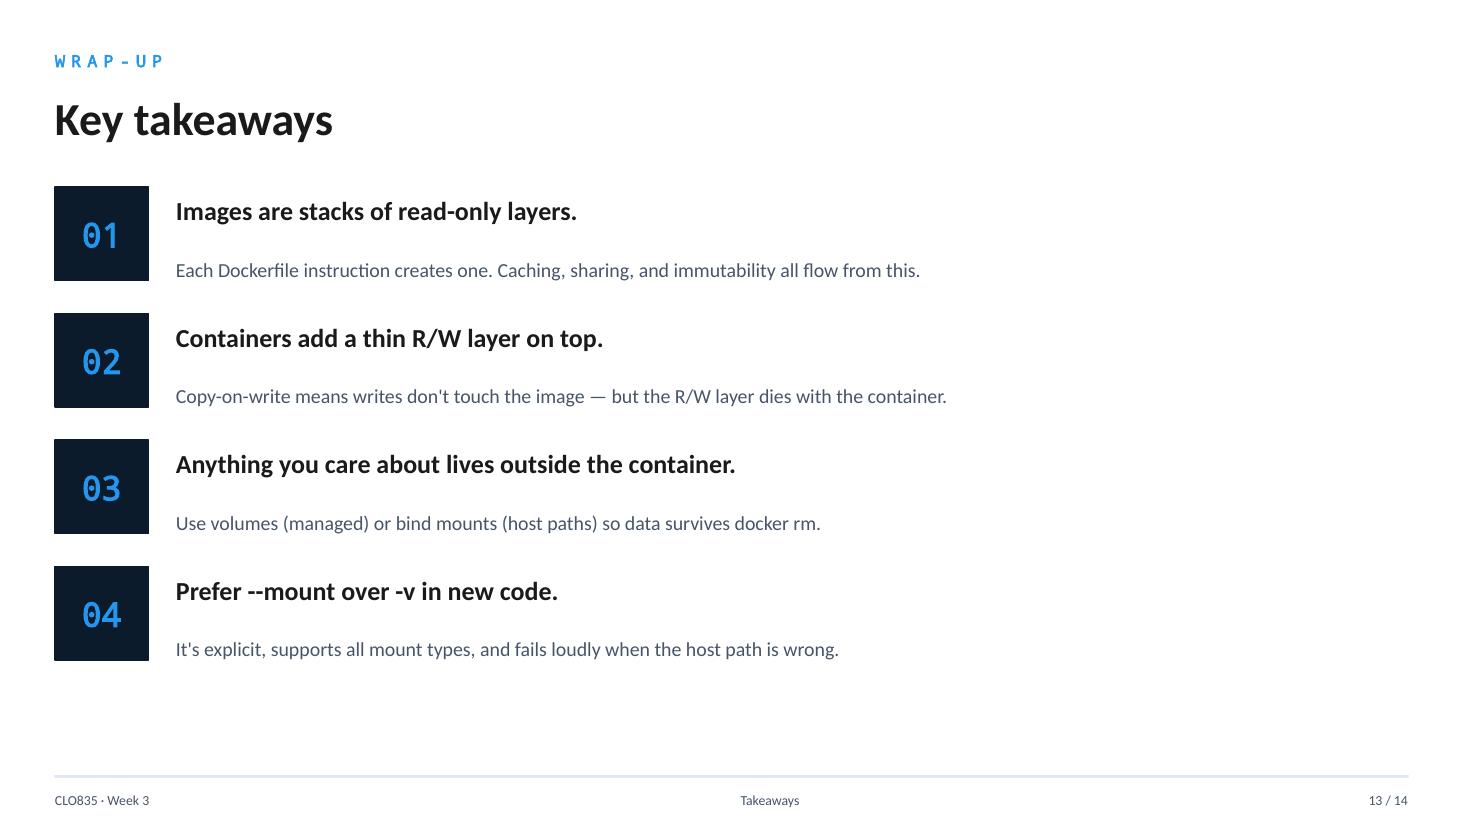 WRAP-UP
Key takeaways
01
Images are stacks of read-only layers.
Each Dockerfile instruction creates one. Caching, sharing, and immutability all flow from this.
02
Containers add a thin R/W layer on top.
Copy-on-write means writes don't touch the image — but the R/W layer dies with the container.
03
Anything you care about lives outside the container.
Use volumes (managed) or bind mounts (host paths) so data survives docker rm.
04
Prefer --mount over -v in new code.
It's explicit, supports all mount types, and fails loudly when the host path is wrong.
CLO835 · Week 3
Takeaways
13 / 14